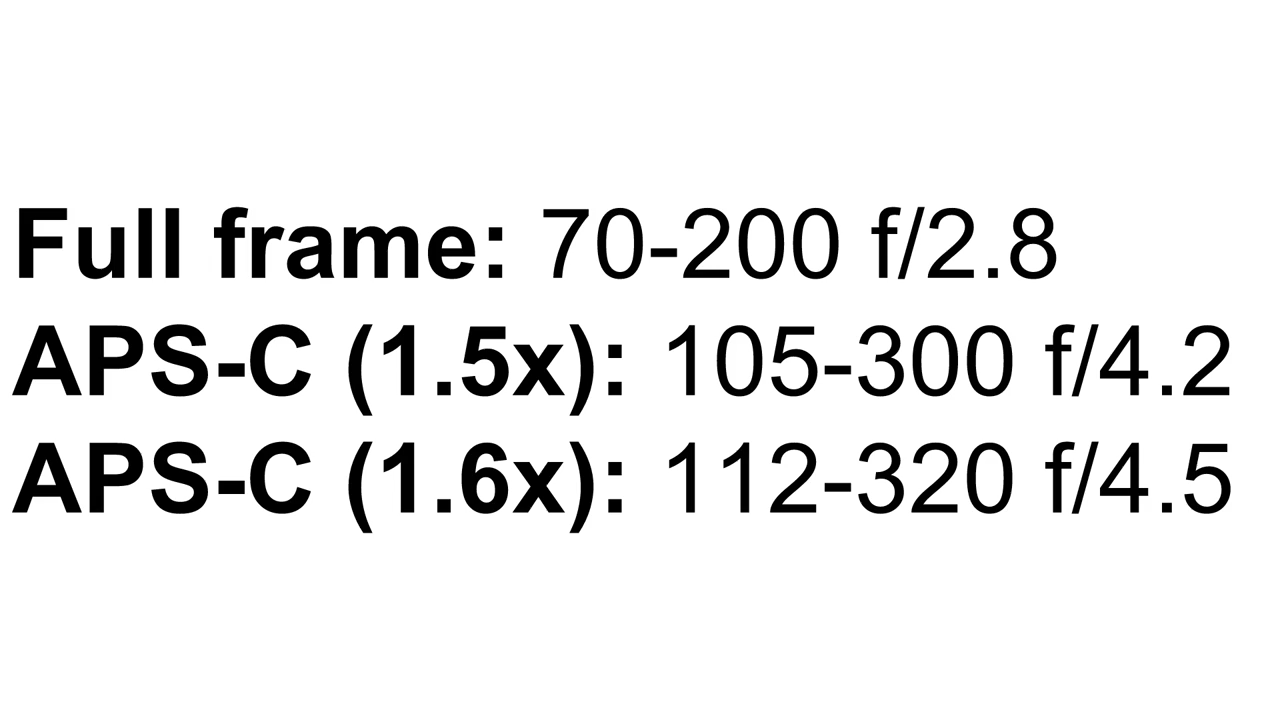 Full frame: 70-200 f/2.8
APS-C (1.5x): 105-300 f/4.2
APS-C (1.6x): 112-320 f/4.5